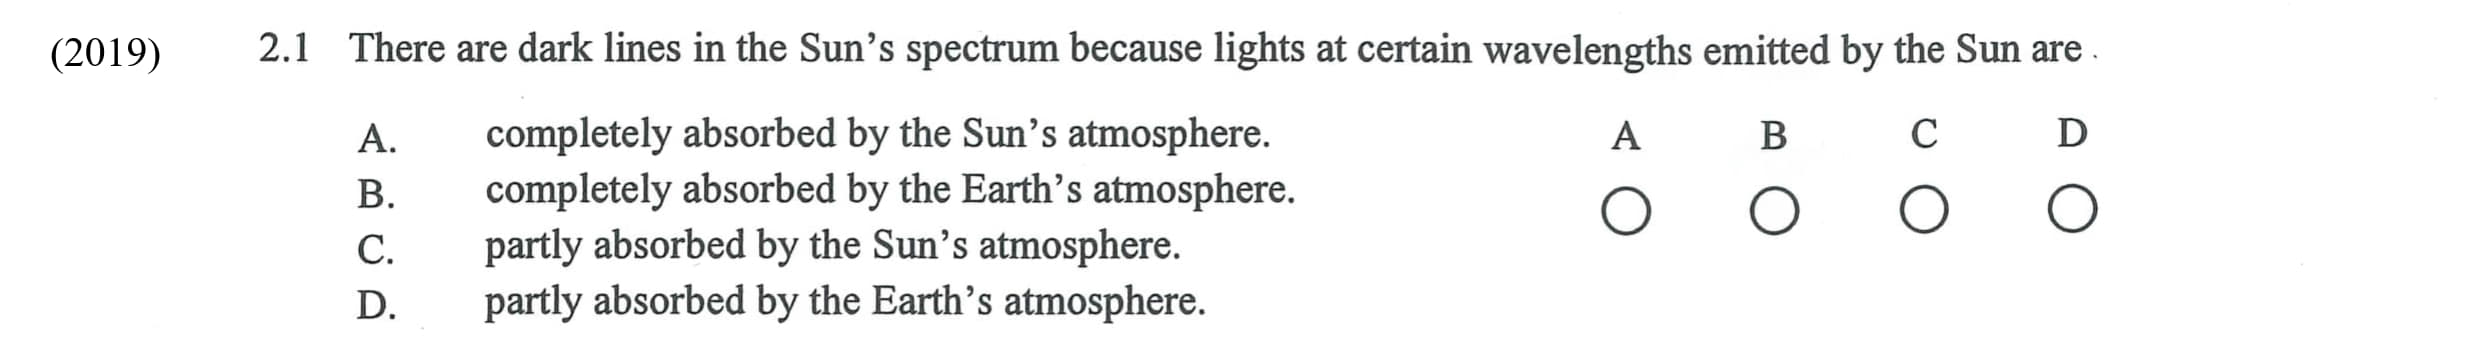 (2019) 2.1 There are dark lines in the Sun’s spectrum because lights at certain wavelengths emitted by the Sun are .
A. completely absorbed by the Sun’s atmosphere. A B C D
B. completely absorbed by the Earth’s atmosphere.
C. partly absorbed by the Sun’s atmosphere.
D. partly absorbed by the Earth’s atmosphere.